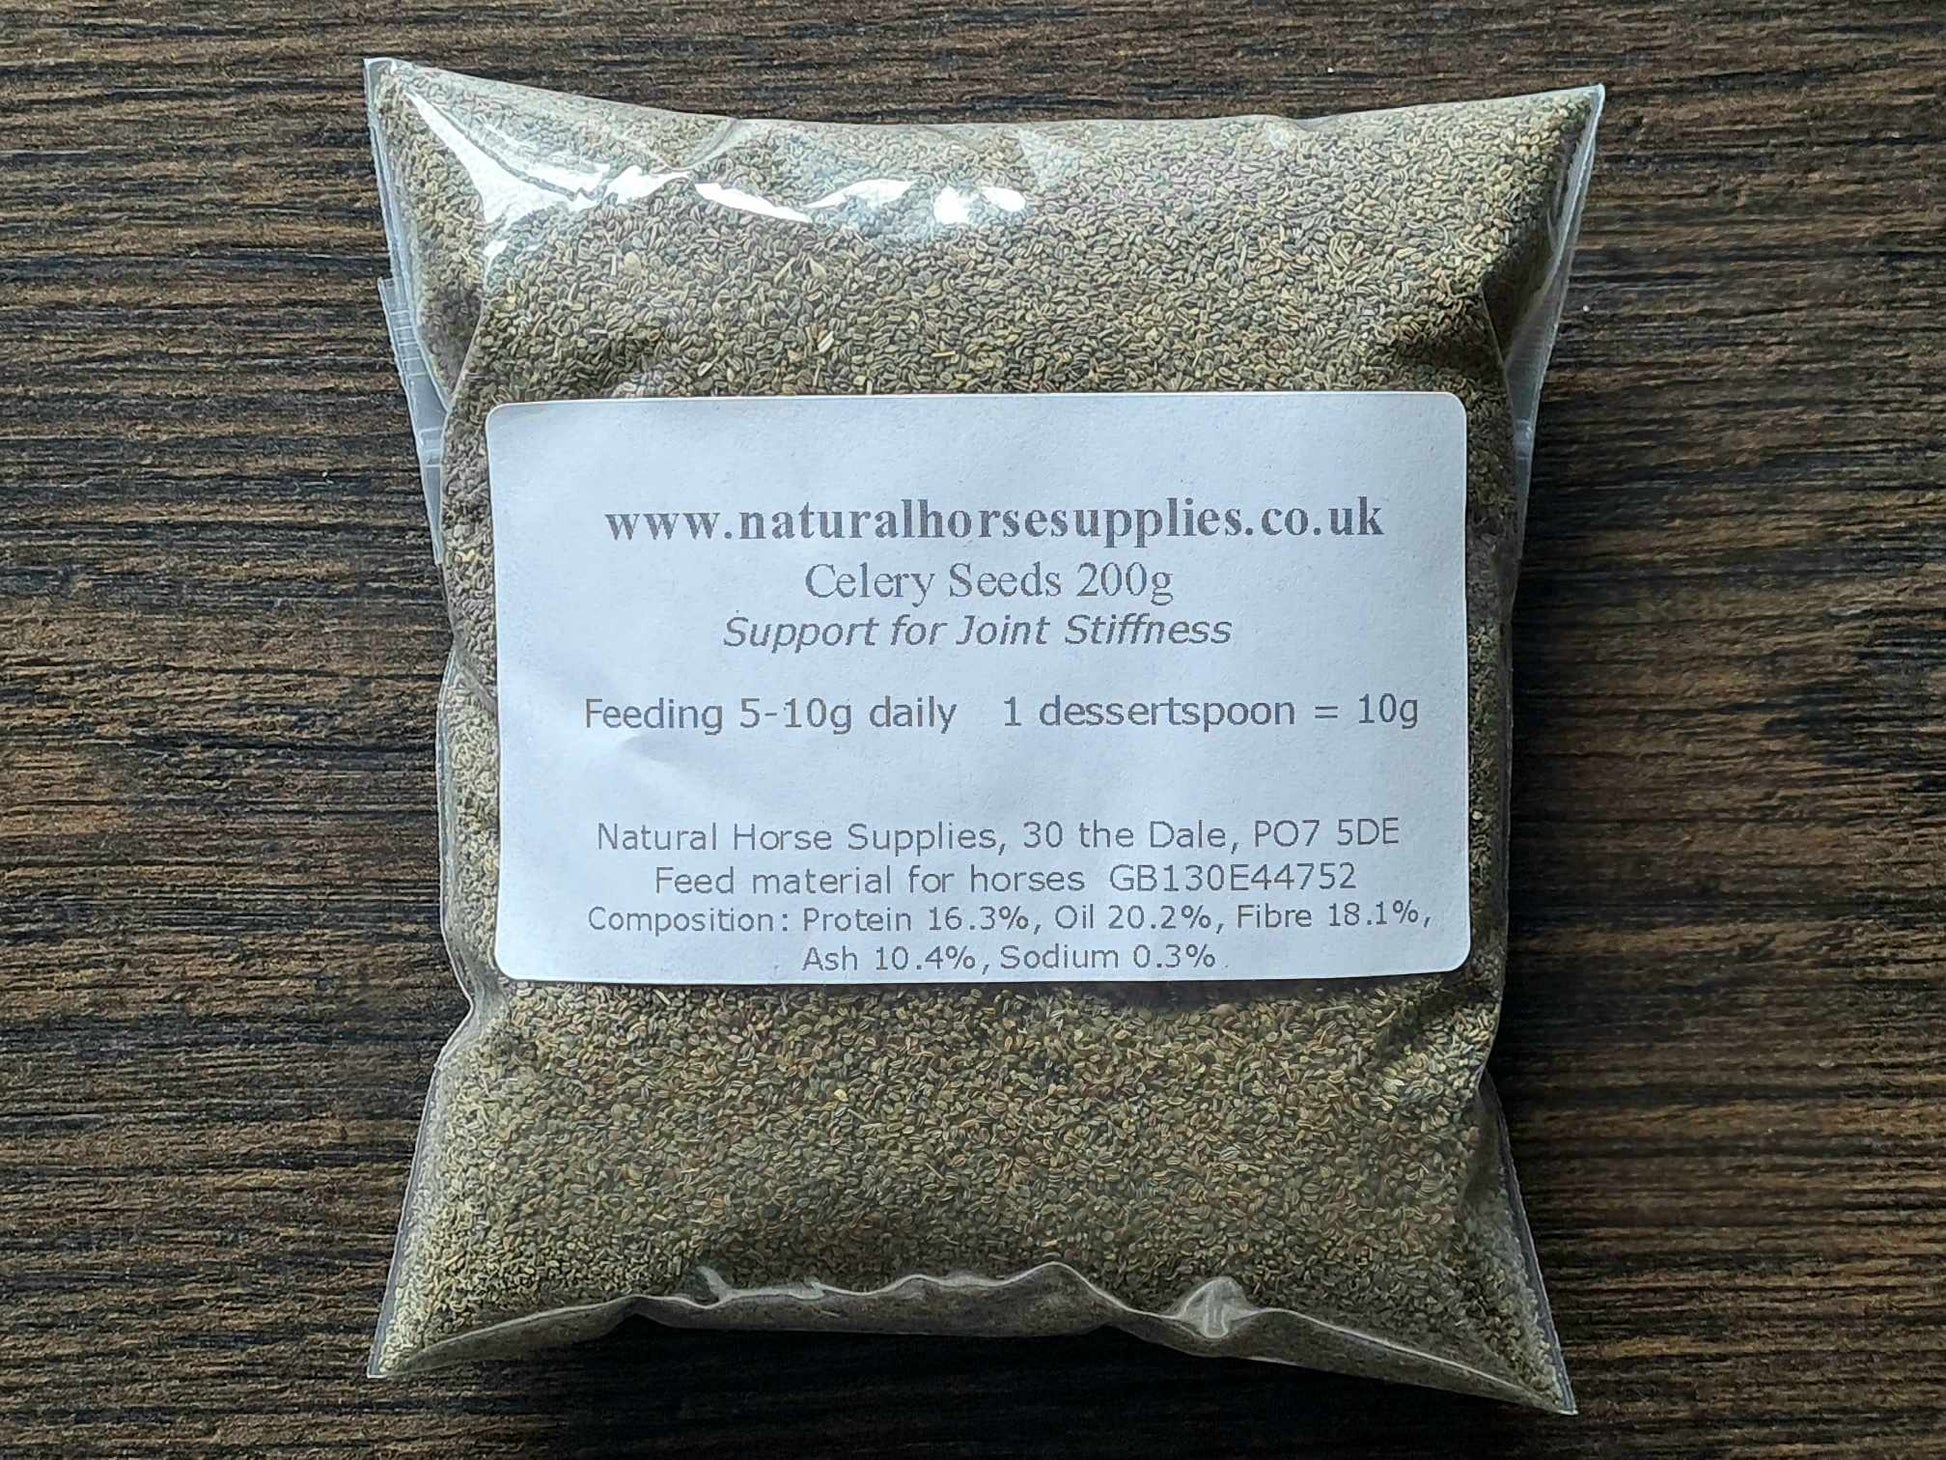 www.naturalhorsesupplies.co.uk
Celery Seeds 200g
Support for Joint Stiffness
Feeding 5-10g daily 1 dessertspoon = 10g
Natural Horse Supplies, 30 the Dale, PO7 5DE
Feed material for horses GB130E44752
Composition: Protein 16.3%, Oil 20.2%, Fibre 18.1%,
Ash 10.4%, Sodium 0.3%